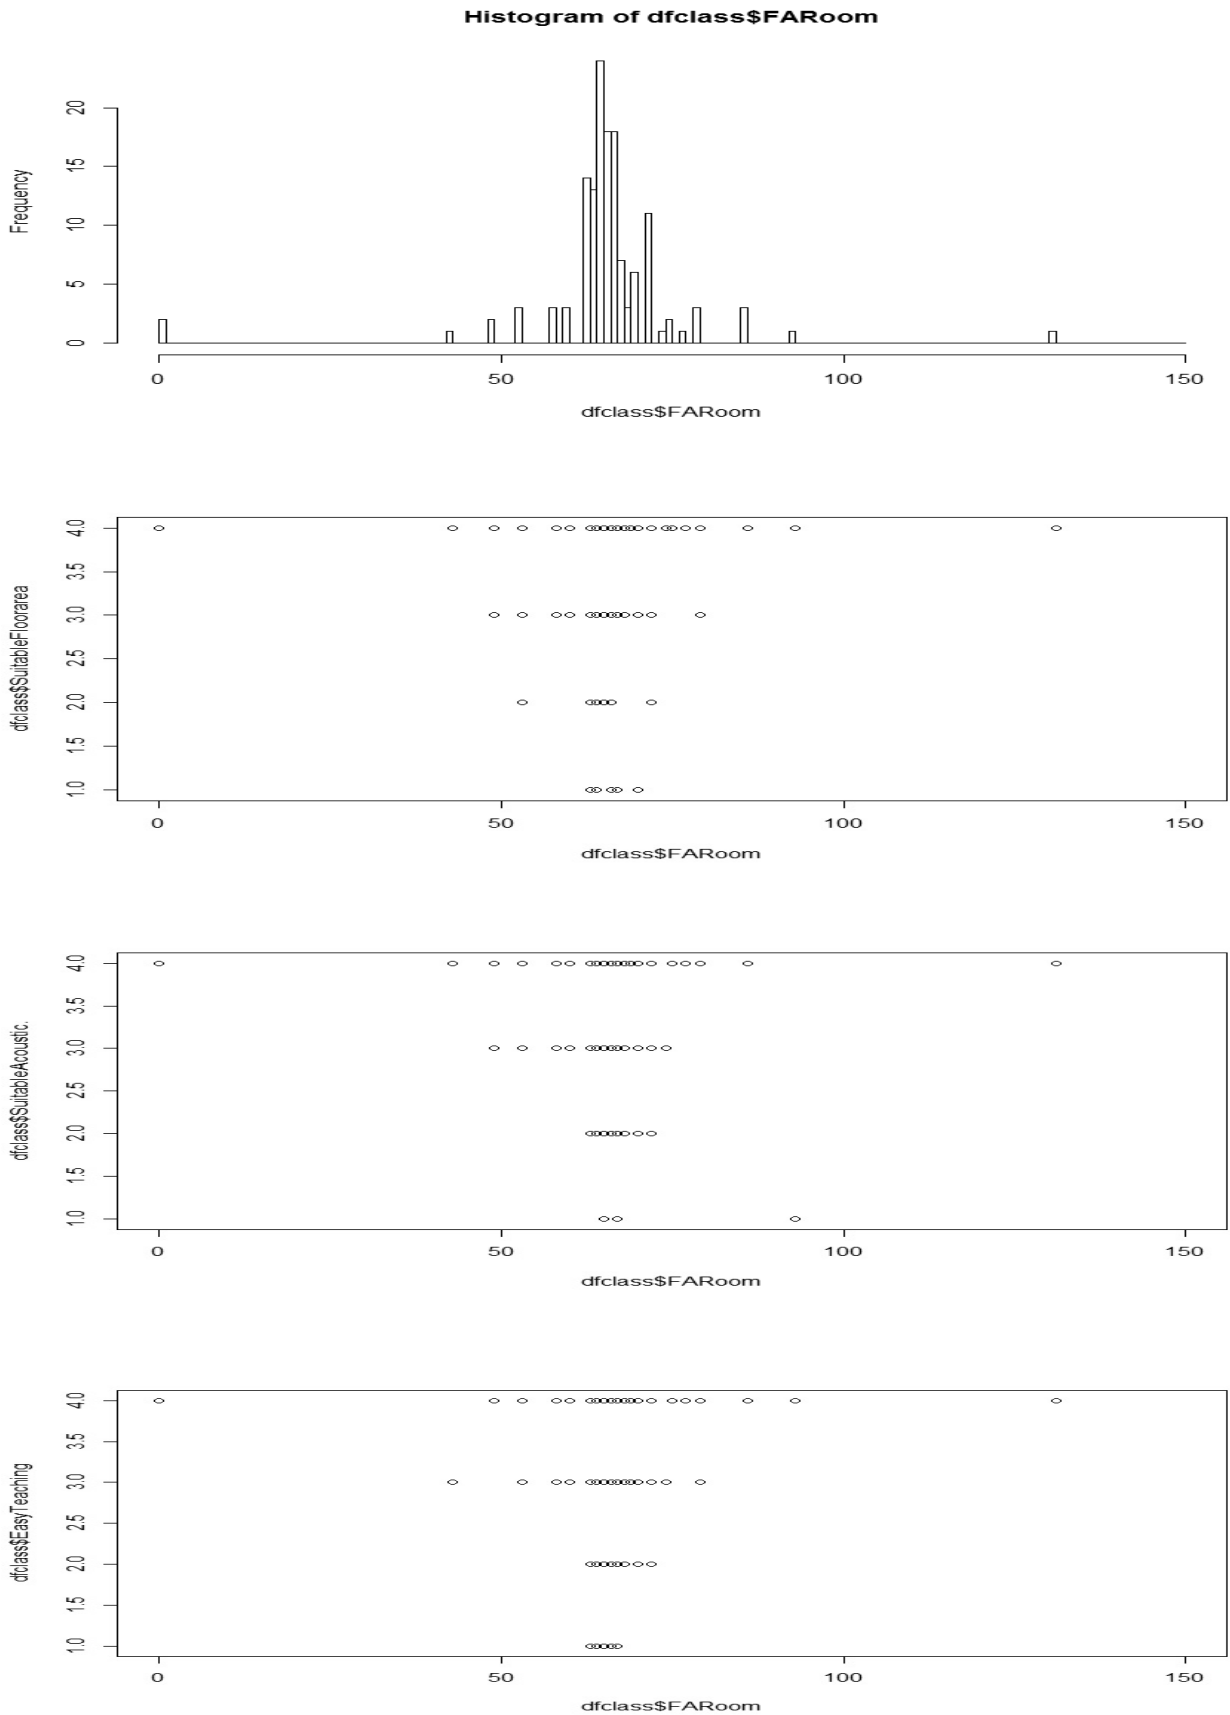 Histogram of dfclass$FARoom
Frequency
20
15
10
5
0
0 50 100 150
dfclass$FARoom
dfclass$SuitableFloorarea
4.0
3.5
3.0
2.5
2.0
1.5
1.0
0 50 100 150
dfclass$FARoom
dfclass$SuitableAcoustic.
4.0
3.5
3.0
2.5
2.0
1.5
1.0
0 50 100 150
dfclass$FARoom
dfclass$EasyTeaching
4.0
3.5
3.0
2.5
2.0
1.5
1.0
0 50 100 150
dfclass$FARoom